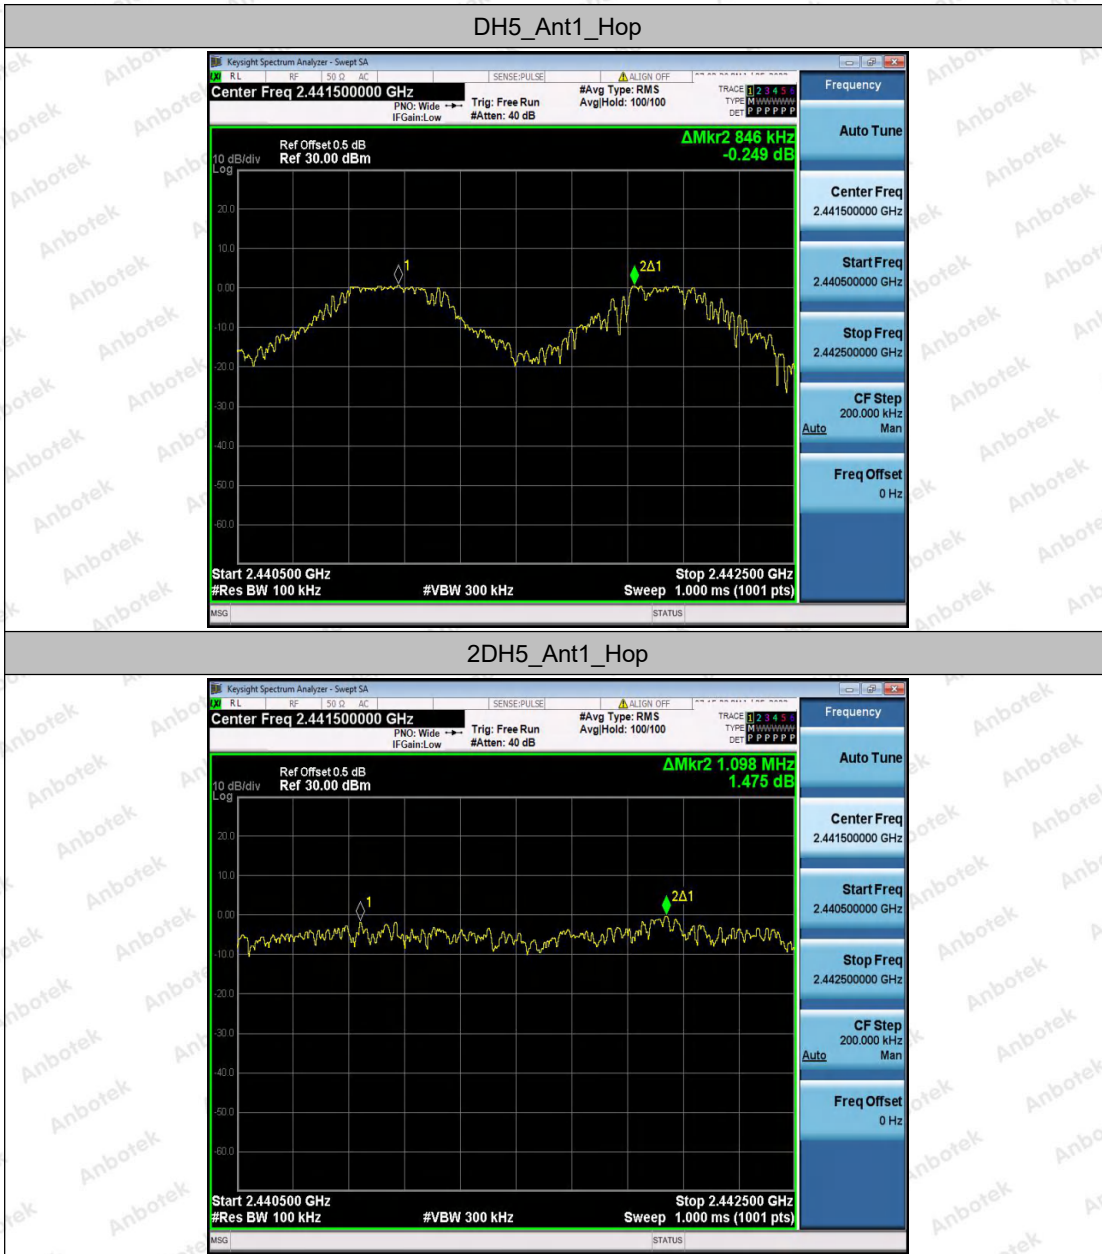 DH5_Ant1_Hop
Keysight Spectrum Analyzer - Swept SA
RL RF 50 Ω AC SENSE:PULSE ALIGN OFF
Center Freq 2.441500000 GHz
PNO: Wide
IFGain:Low
Trig: Free Run
#Atten: 40 dB
#Avg Type: RMS
Avg|Hold: 100/100
TRACE 1 2 3 4 5 6
TYPE M WWWWW
DET P P P P P P
Frequency
Ref Offset 0.5 dB
10 dB/div Ref 30.00 dBm
Log
ΔMkr2 846 kHz
-0.249 dB
Auto Tune
Center Freq
2.441500000 GHz
Start Freq
2.440500000 GHz
Stop Freq
2.442500000 GHz
CF Step
200.000 kHz
Auto Man
Freq Offset
0 Hz
20.0
10.0
0.00
-10.0
-20.0
-30.0
-40.0
-50.0
-60.0
1
2Δ1
Start 2.440500 GHz
Stop 2.442500 GHz
#Res BW 100 kHz
#VBW 300 kHz
Sweep 1.000 ms (1001 pts)
MSG STATUS
2DH5_Ant1_Hop
Keysight Spectrum Analyzer - Swept SA
RL RF 50 Ω AC SENSE:PULSE ALIGN OFF
Center Freq 2.441500000 GHz
PNO: Wide
IFGain:Low
Trig: Free Run
#Atten: 40 dB
#Avg Type: RMS
Avg|Hold: 100/100
TRACE 1 2 3 4 5 6
TYPE M WWWWW
DET P P P P P P
Frequency
Ref Offset 0.5 dB
10 dB/div Ref 30.00 dBm
Log
ΔMkr2 1.098 MHz
1.475 dB
Auto Tune
Center Freq
2.441500000 GHz
Start Freq
2.440500000 GHz
Stop Freq
2.442500000 GHz
CF Step
200.000 kHz
Auto Man
Freq Offset
0 Hz
20.0
10.0
0.00
-10.0
-20.0
-30.0
-40.0
-50.0
-60.0
1
2Δ1
Start 2.440500 GHz
Stop 2.442500 GHz
#Res BW 100 kHz
#VBW 300 kHz
Sweep 1.000 ms (1001 pts)
MSG STATUS
Anbotek